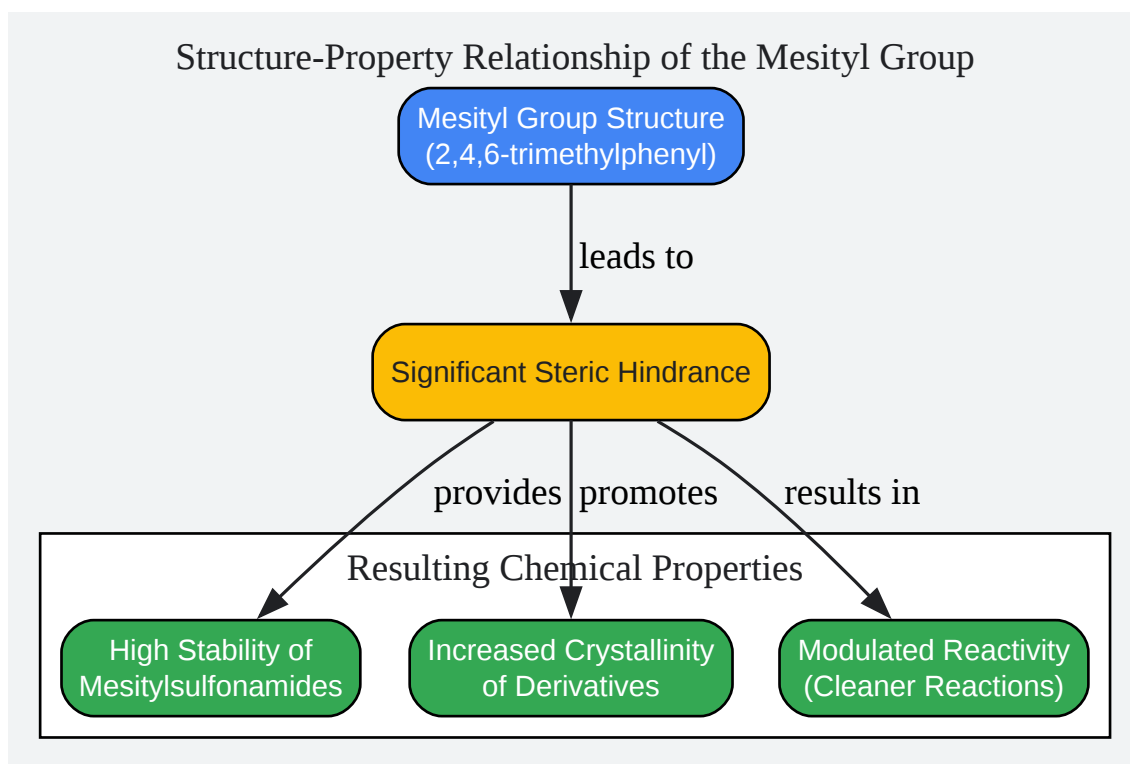 Structure-Property Relationship of the Mesityl Group
Mesityl Group Structure
(2,4,6-trimethylphenyl)
leads to
Significant Steric Hindrance
provides
promotes
results in
Resulting Chemical Properties
High Stability of
Mesitylsulfonamides
Increased Crystallinity
of Derivatives
Modulated Reactivity
(Cleaner Reactions)